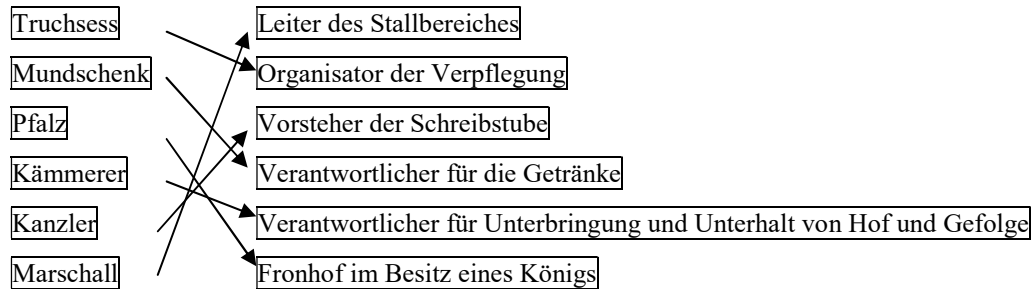 Truchsess Leiter des Stallbereiches
Mundschenk Organisator der Verpflegung
Pfalz Vorsteher der Schreibstube
Kämmerer Verantwortlicher für die Getränke
Kanzler Verantwortlicher für Unterbringung und Unterhalt von Hof und Gefolge
Marschall Fronhof im Besitz eines Königs